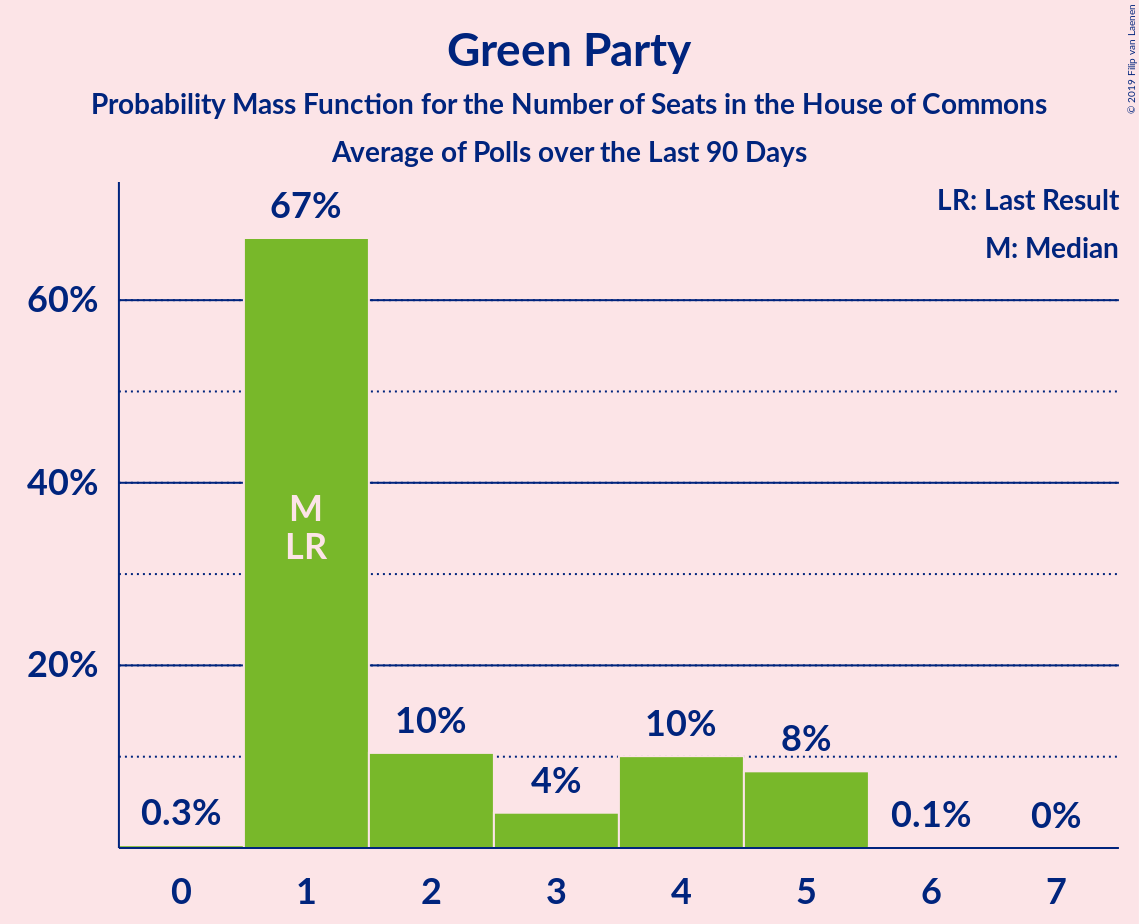 © 2019 Filip van Laenen
Green Party
Probability Mass Function for the Number of Seats in the House of Commons
Average of Polls over the Last 90 Days
LR: Last Result
M: Median
67%
60%
40%
M
LR
20%
10%
10%
8%
4%
0.3%
0.1%
0%
0 1 2 3 4 5 6 7